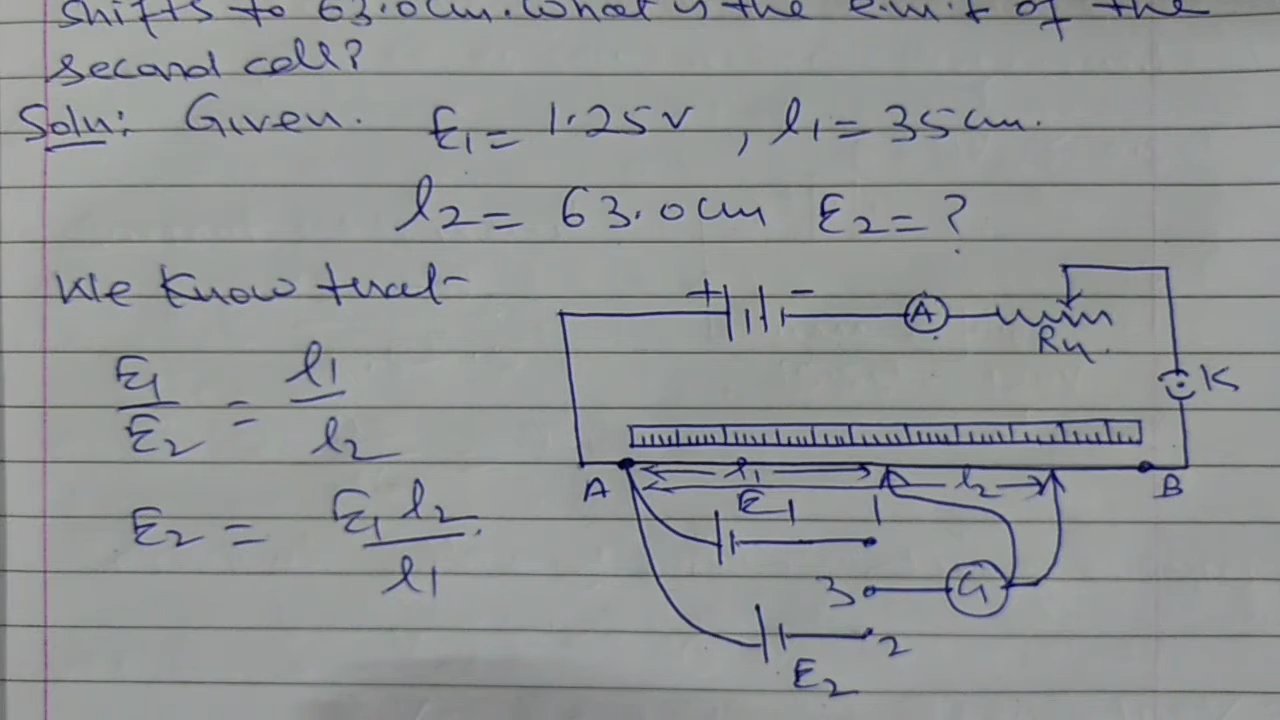 shifts to 63.0cm. What is the e.m.f of the
second cell?
Soln: Given. E1 = 1.25V, l1 = 35cm.
l2 = 63.0cm E2 = ?
We know that
+ -
A
Rh.
K
E1/E2 = l1/l2
A l1 l2 B
E1 1
E2 = E1 l2/l1
3 G
2
E2